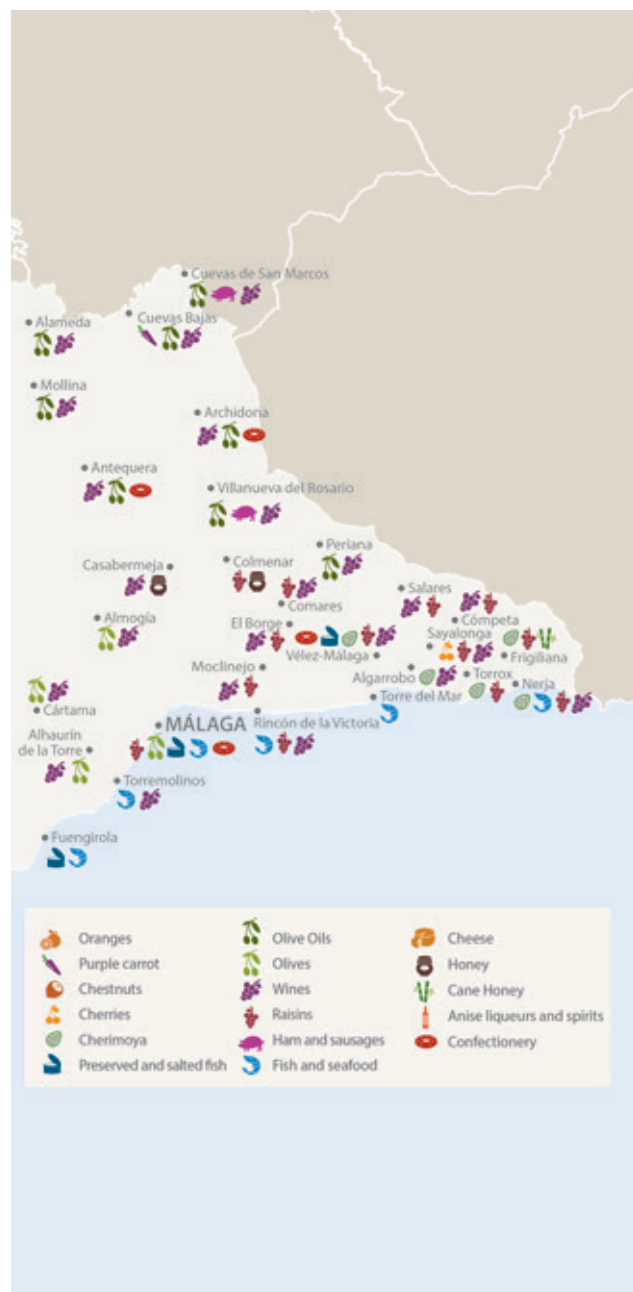 Cuevas de San Marcos
Cuevas Bajas
Alameda
Mollina
Archidona
Antequera
Villanueva del Rosario
Periana
Casabermeja
Colmenar
Salares
Comares
Almogía
El Borge
Cómpeta
Sayalonga
Vélez-Málaga
Frigiliana
Moclinejo
Algarrobo
Torrox
Nerja
Torre del Mar
Cártama
MÁLAGA
Rincón de la Victoria
Alhaurín
de la Torre
Torremolinos
Fuengirola
Oranges
Purple carrot
Chestnuts
Cherries
Cherimoya
Preserved and salted fish
Olive Oils
Olives
Wines
Raisins
Ham and sausages
Fish and seafood
Cheese
Honey
Cane Honey
Anise liqueurs and spirits
Confectionery